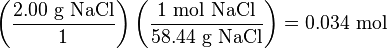 (2.00 g NaCl / 1) (1 mol NaCl / 58.44 g NaCl) = 0.034 mol